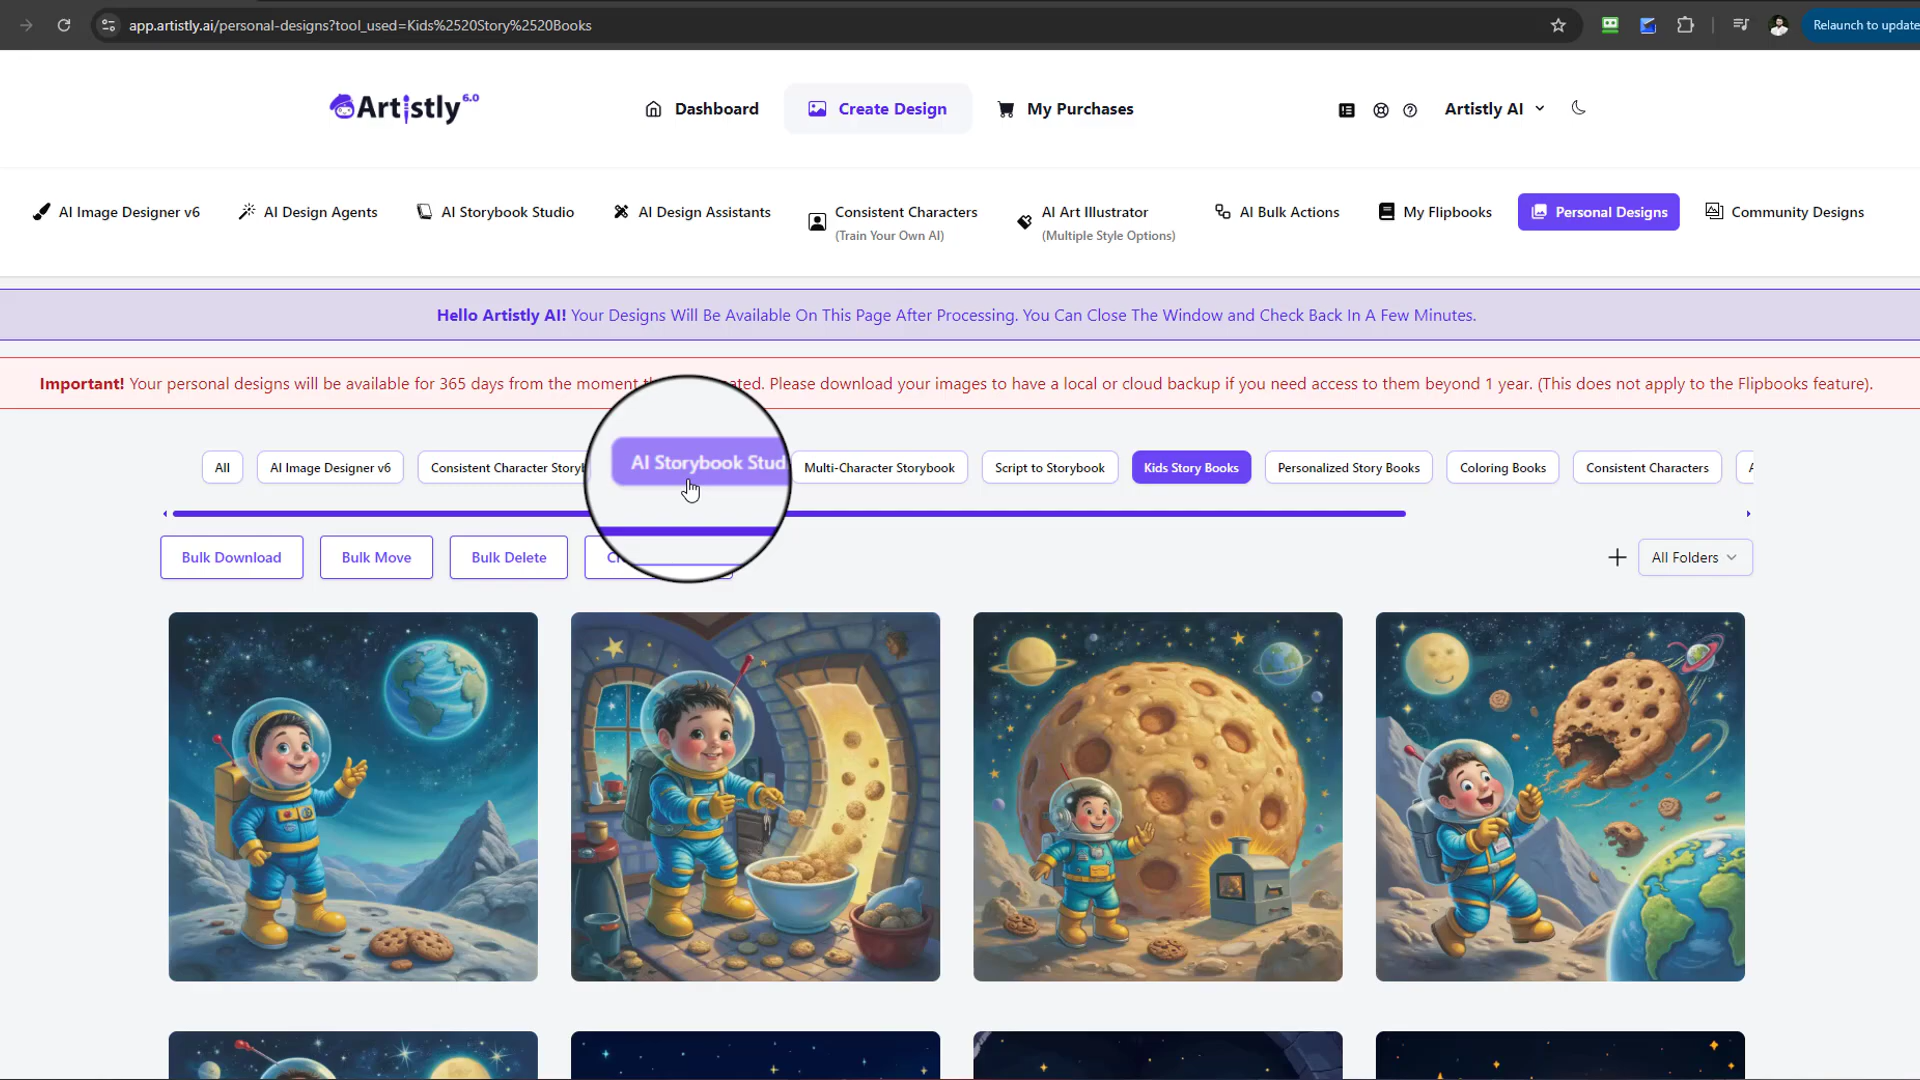 app.artistly.ai/personal-designs?tool_used=Kids%2520Story%2520Books
Relaunch to update
Artistly 6.0
Dashboard
Create Design
My Purchases
Artistly AI
AI Image Designer v6
AI Design Agents
AI Storybook Studio
AI Design Assistants
Consistent Characters
(Train Your Own AI)
AI Art Illustrator
(Multiple Style Options)
AI Bulk Actions
My Flipbooks
Personal Designs
Community Designs
Hello Artistly AI! Your Designs Will Be Available On This Page After Processing. You Can Close The Window and Check Back In A Few Minutes.
Important! Your personal designs will be available for 365 days from the moment Please download your images to have a local or cloud backup if you need access to them beyond 1 year. (This does not apply to the Flipbooks feature).
All
AI Image Designer v6
Consistent Character Storyb
AI Storybook Stud
Multi-Character Storybook
Script to Storybook
Kids Story Books
Personalized Story Books
Coloring Books
Consistent Characters
Bulk Download
Bulk Move
Bulk Delete
All Folders